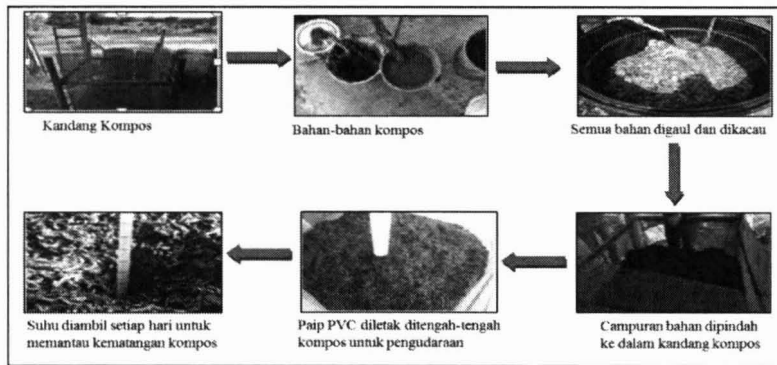 Kandang Kompos
Bahan-bahan kompos
Semua bahan digaul dan dikacau
Campuran bahan dipindah
ke dalam kandang kompos
Paip PVC diletak ditengah-tengah
kompos untuk pengudaraan
Suhu diambil setiap hari untuk
memantau kematangan kompos